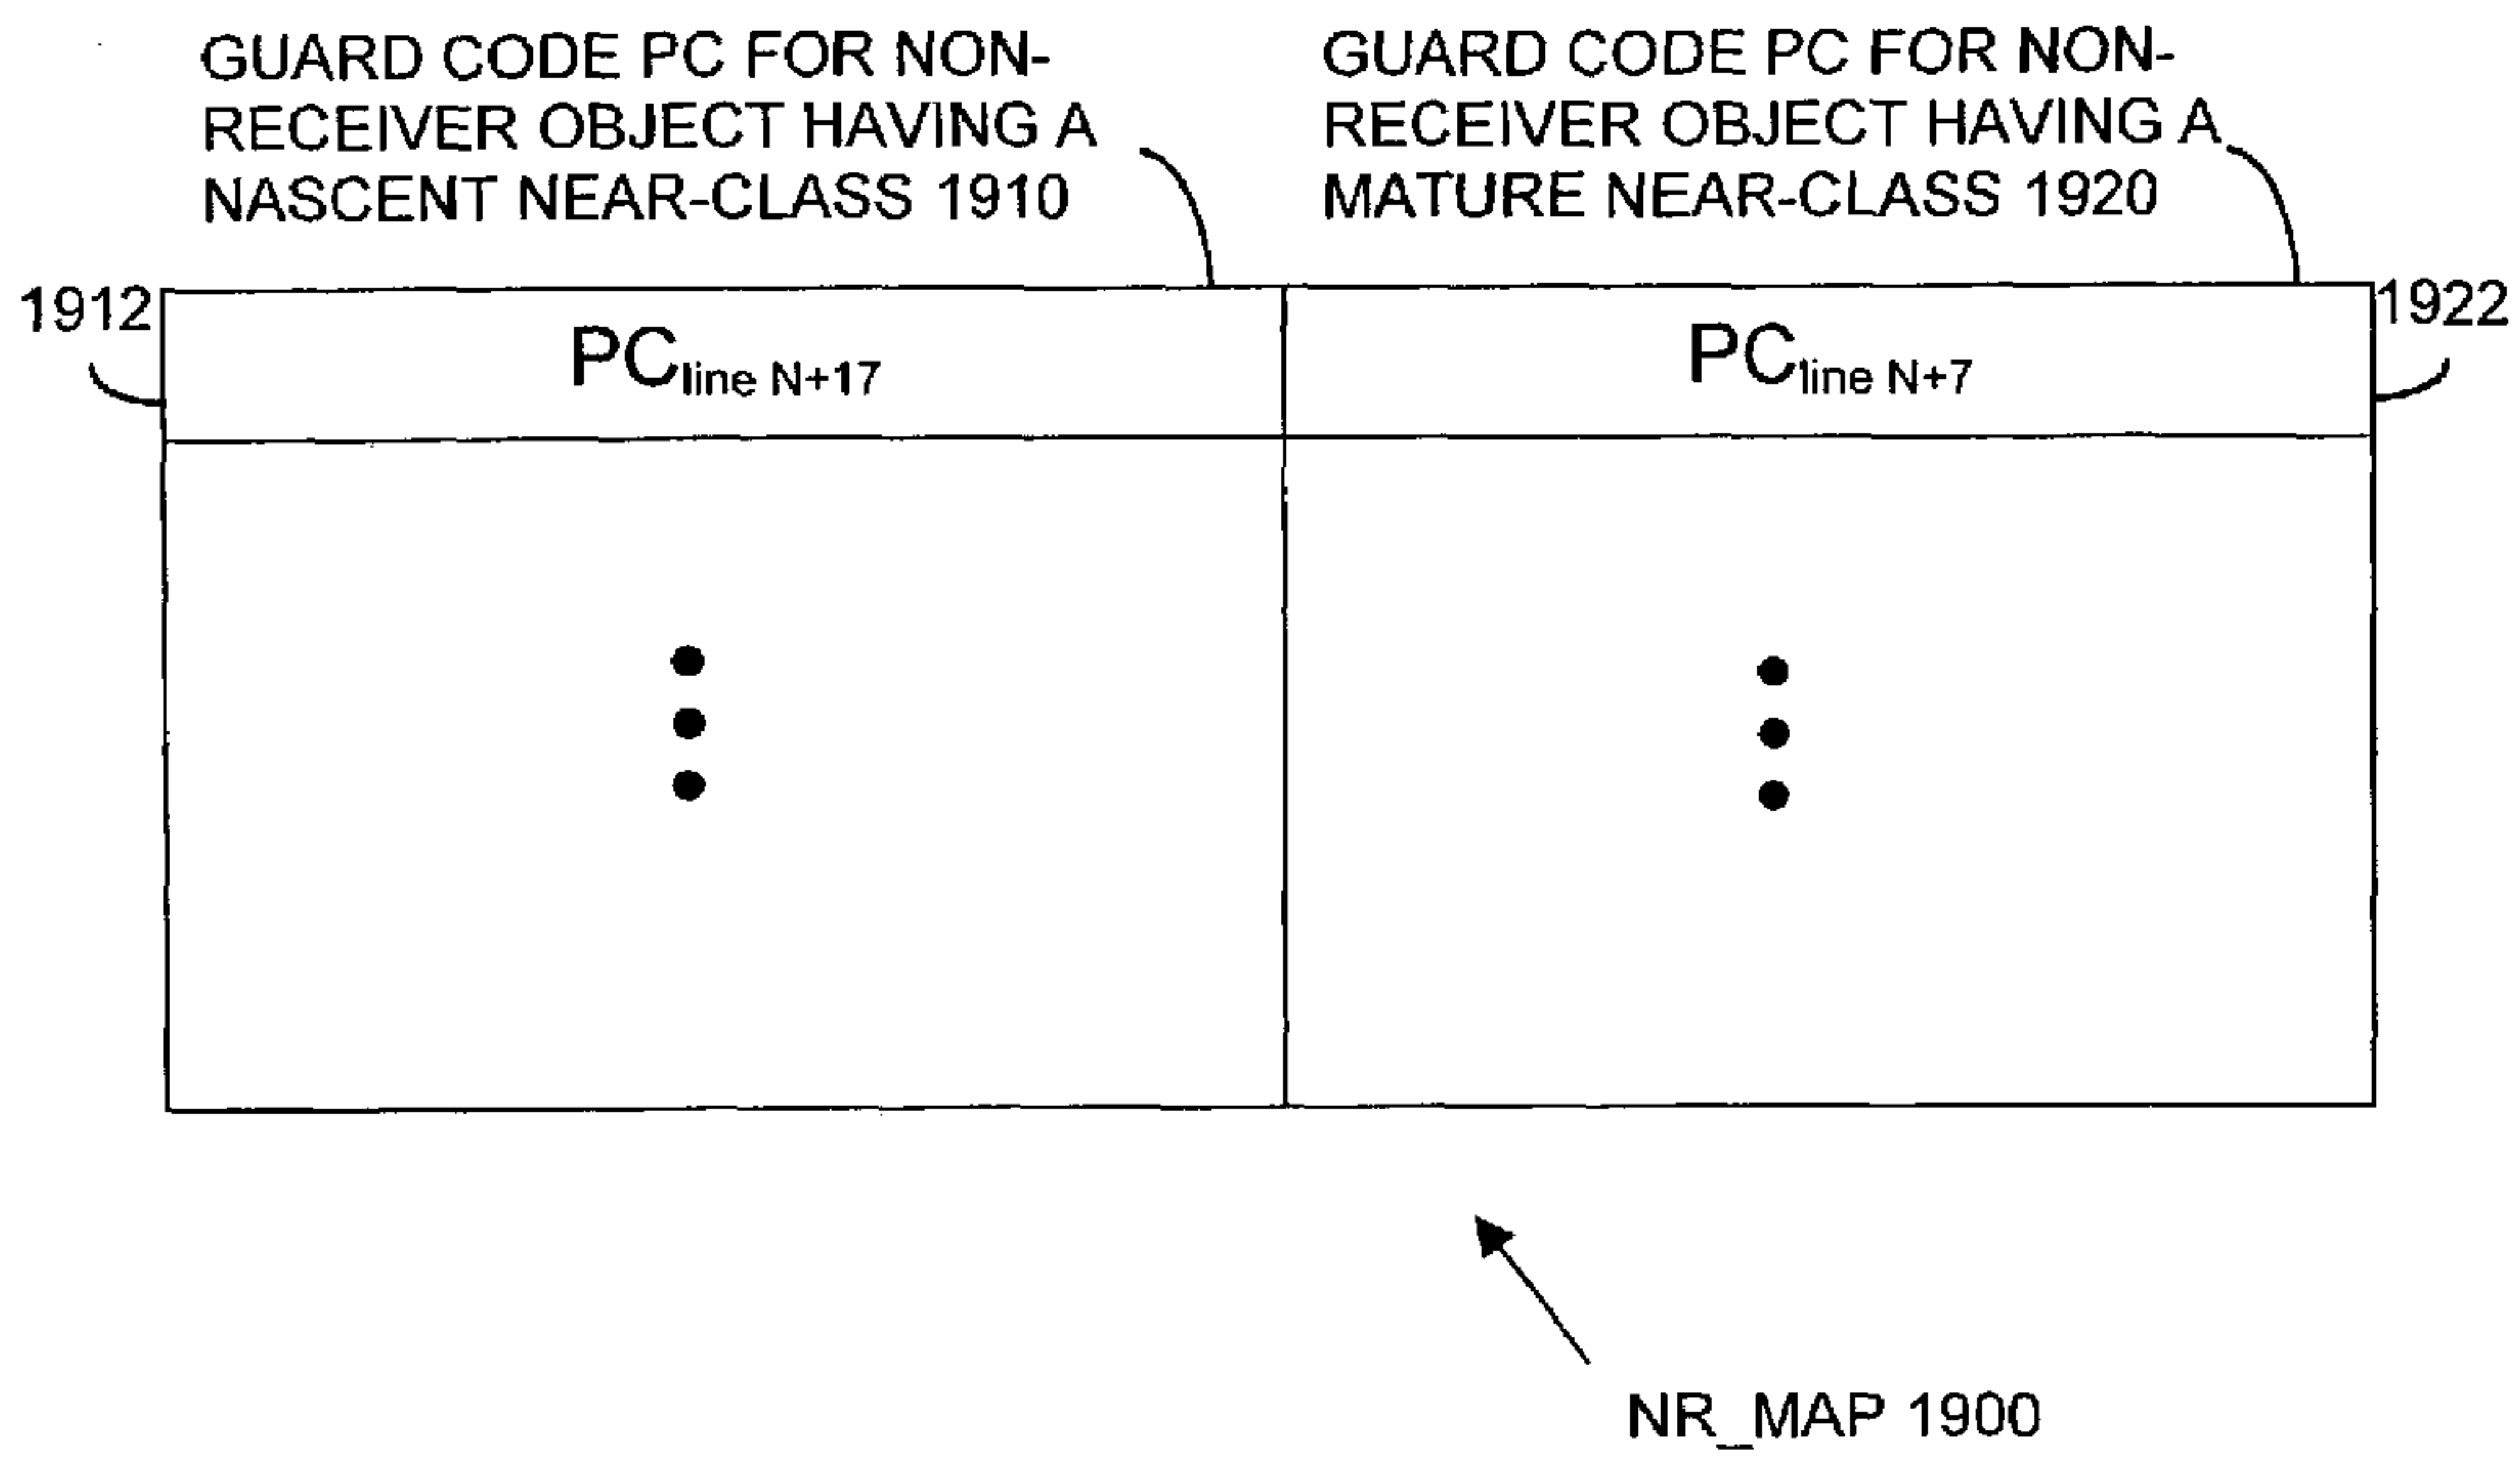 GUARD CODE PC FOR NON-
RECEIVER OBJECT HAVING A
NASCENT NEAR-CLASS 1910
GUARD CODE PC FOR NON-
RECEIVER OBJECT HAVING A
MATURE NEAR-CLASS 1920
1912
1922
PCline N+17
PCline N+7
NR_MAP 1900